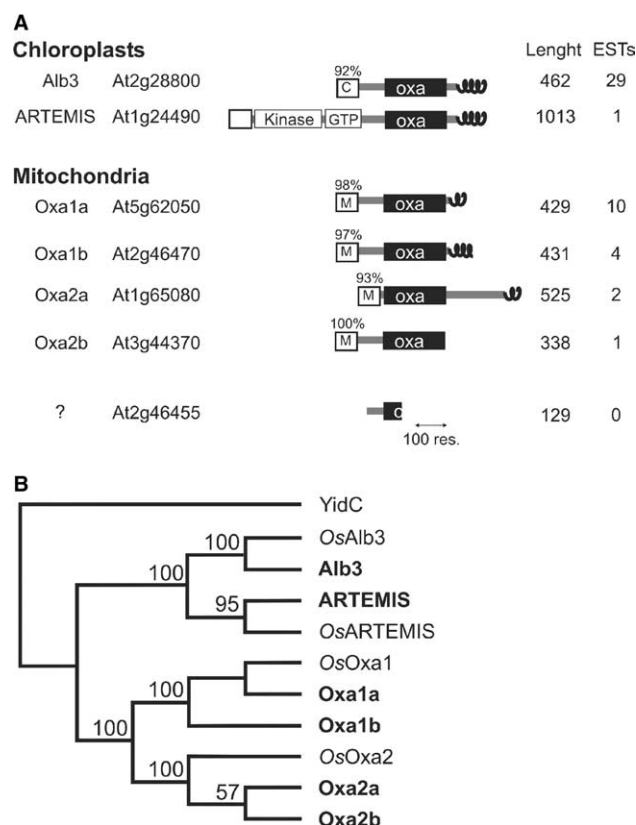 A
Chloroplasts Lenght ESTs
92%
Alb3 At2g28800 C oxa 462 29
ARTEMIS At1g24490 Kinase GTP oxa 1013 1
Mitochondria
98%
Oxa1a At5g62050 M oxa 429 10
97%
Oxa1b At2g46470 M oxa 431 4
93%
Oxa2a At1g65080 M oxa 525 2
100%
Oxa2b At3g44370 M oxa 338 1
? At2g46455 o 129 0
100 res.
B
YidC
100 OsAlb3
Alb3
100
95 ARTEMIS
OsARTEMIS
OsOxa1
100 Oxa1a
Oxa1b
100
100 OsOxa2
57 Oxa2a
Oxa2b